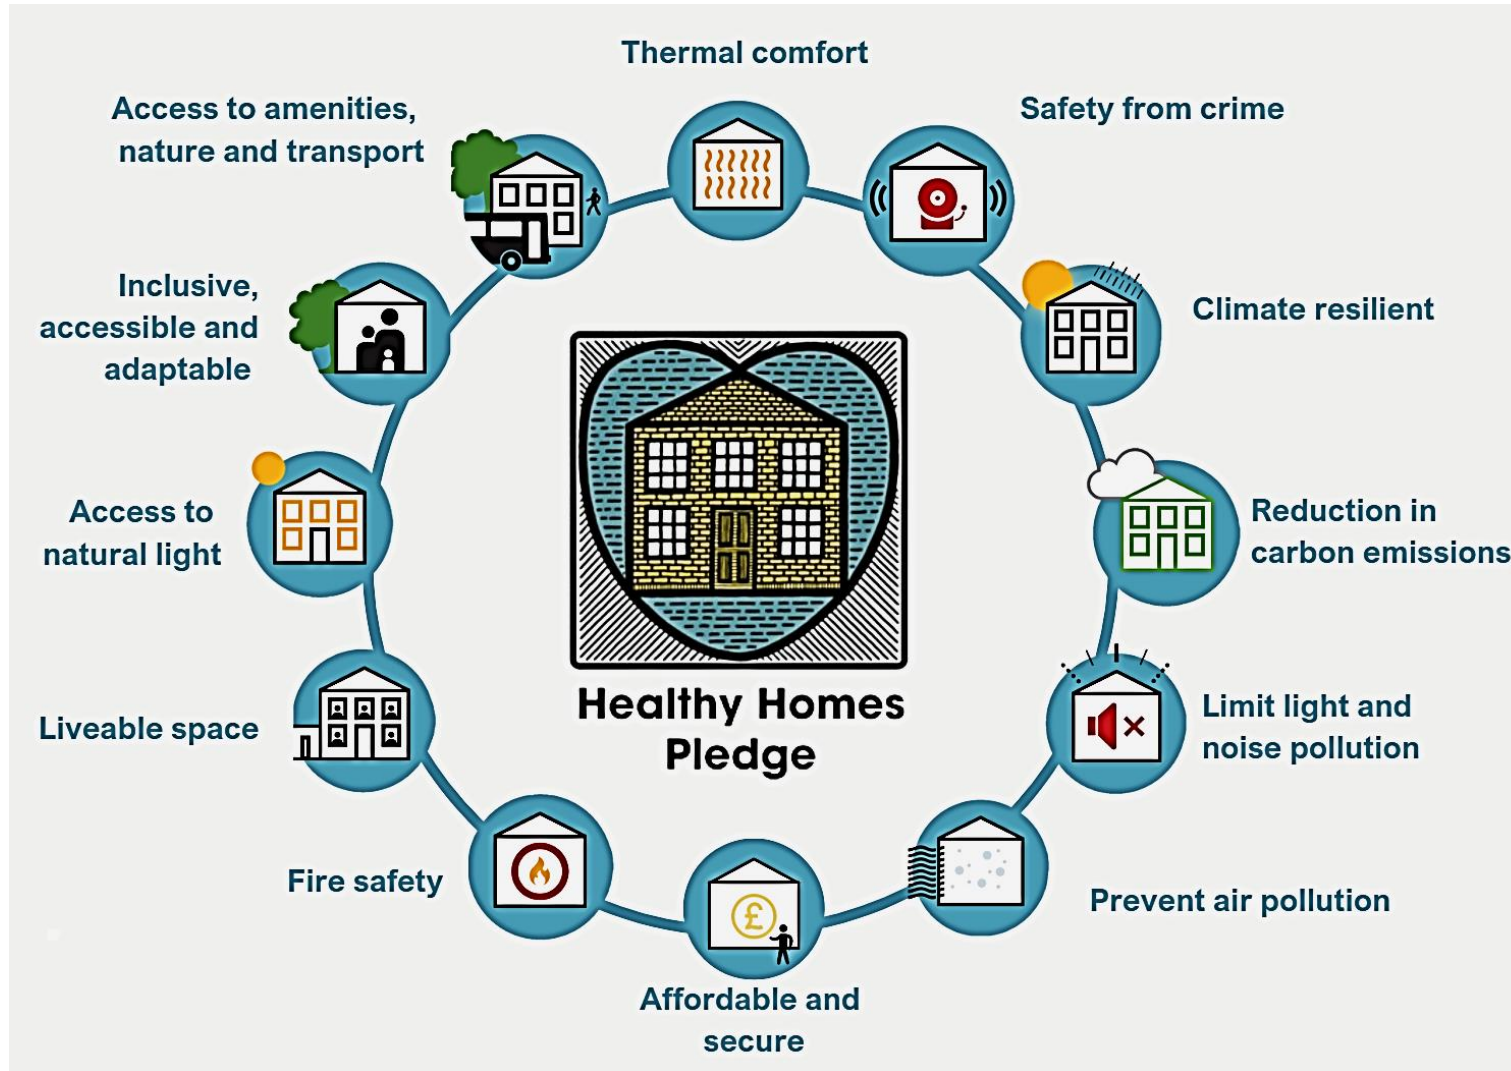 Thermal comfort
Safety from crime
Climate resilient
Reduction in
carbon emissions
Limit light and
noise pollution
Prevent air pollution
Affordable and
secure
Fire safety
Liveable space
Access to
natural light
Inclusive,
accessible and
adaptable
Access to amenities,
nature and transport
Healthy Homes
Pledge
£